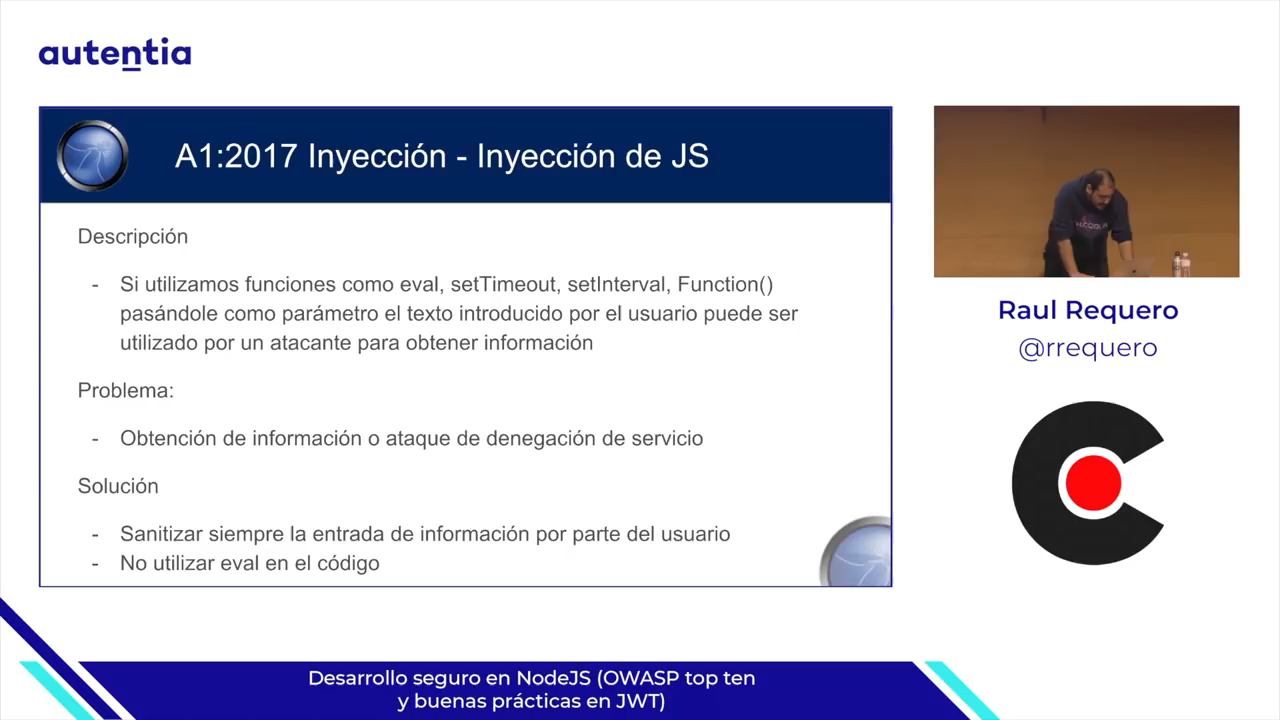 autentia
A1:2017 Inyección - Inyección de JS
Descripción
- Si utilizamos funciones como eval, setTimeout, setInterval, Function()
pasándole como parámetro el texto introducido por el usuario puede ser
utilizado por un atacante para obtener información
Problema:
- Obtención de información o ataque de denegación de servicio
Solución
- Sanitizar siempre la entrada de información por parte del usuario
- No utilizar eval en el código
Raul Requero
@rrequero
Desarrollo seguro en NodeJS (OWASP top ten
y buenas prácticas en JWT)